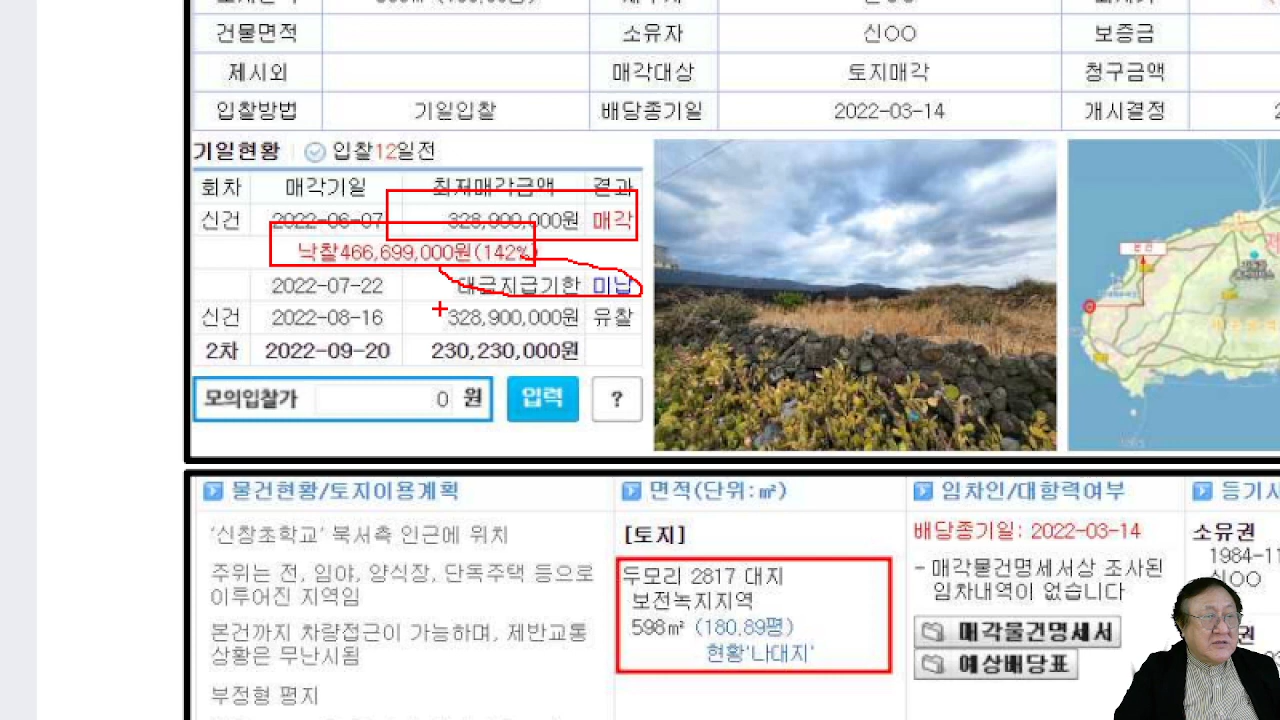 건물면적 소유자 신○○ 보증금
제시외 매각대상 토지매각 청구금액
입찰방법 기일입찰 배당종기일 2022-03-14 개시결정
기일현황 입찰12일전
회차 매각기일 최저매각금액 결과
신건 2022-06-07 328,900,000원 매각
낙찰466,699,000원(142%)
2022-07-22 대금지급기한 미납
신건 2022-08-16 328,900,000원 유찰
2차 2022-09-20 230,230,000원
모의입찰가 0 원 입력 ?
본건
물건현황/토지이용계획
'신창초학교' 북서측 인근에 위치
주위는 전, 임야, 양식장, 단독주택 등으로
이루어진 지역임
본건까지 차량접근이 가능하며, 제반교통
상황은 무난시됨
부정형 평지
면적(단위:㎡)
[토지]
두모리 2817 대지
보전녹지지역
598㎡ (180.89평)
현황'나대지'
임차인/대항력여부
배당종기일: 2022-03-14
- 매각물건명세서상 조사된
임차내역이 없습니다
매각물건명세서
예상배당표
등기사
소유권
1984-11
신○○